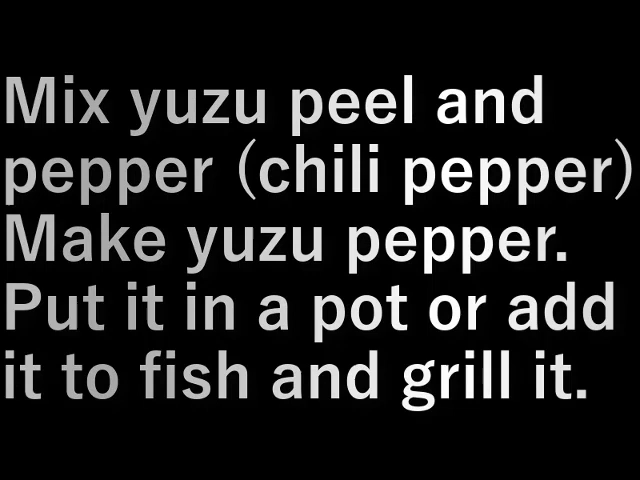 Mix yuzu peel and
pepper (chili pepper)
Make yuzu pepper.
Put it in a pot or add
it to fish and grill it.